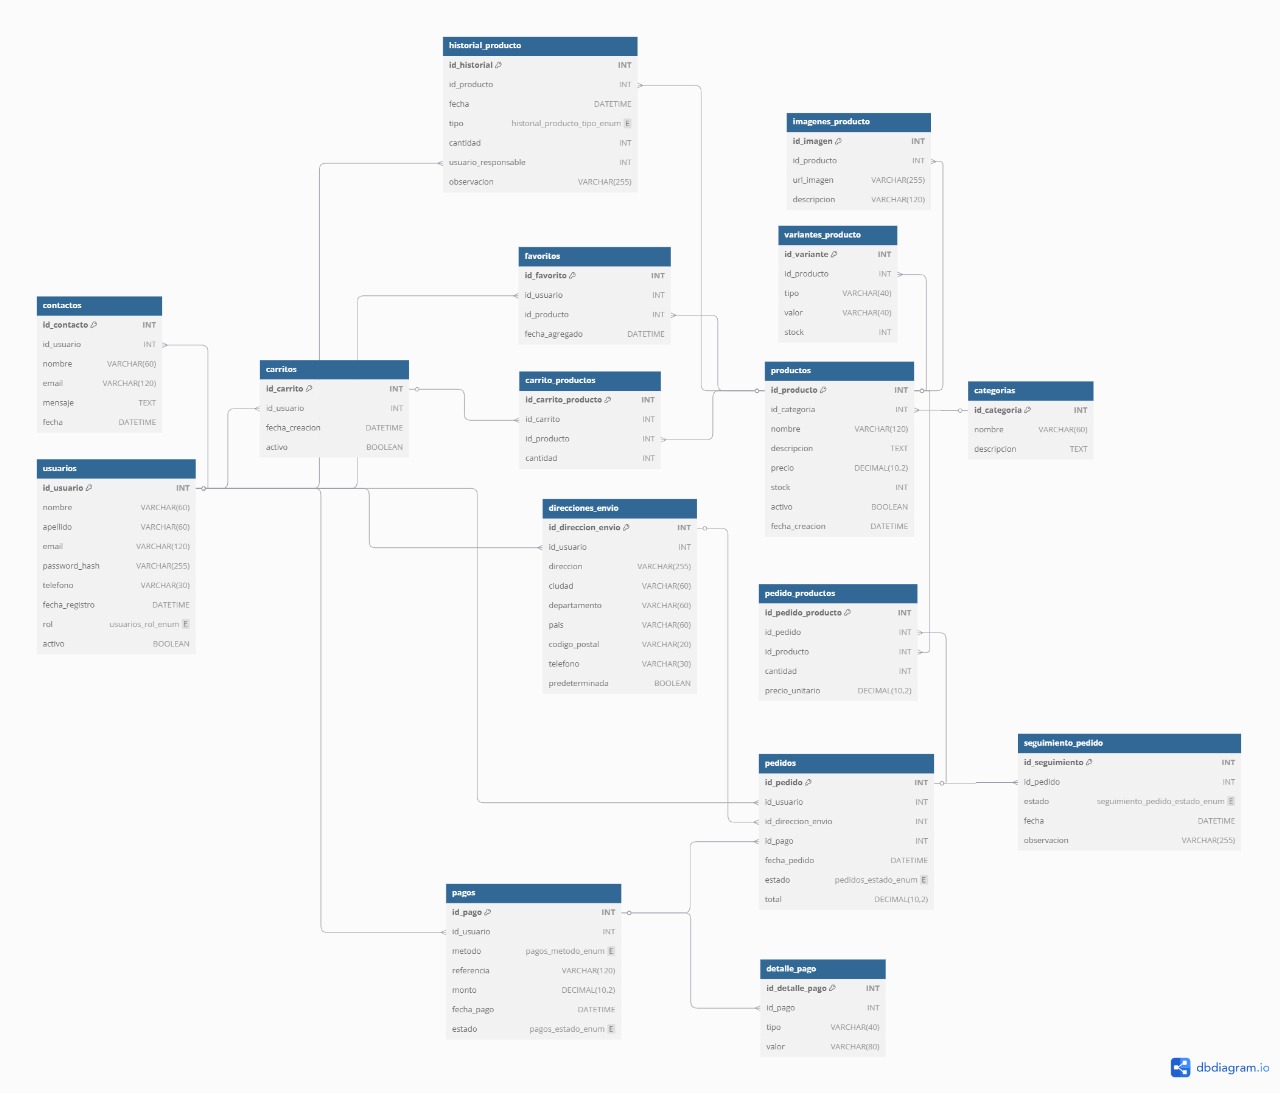 historial_producto
id_historial INT
id_producto INT
fecha DATETIME
tipo historial_producto_tipo_enum E
cantidad INT
usuario_responsable INT
observacion VARCHAR(255)
imagenes_producto
id_imagen INT
id_producto INT
url_imagen VARCHAR(255)
descripcion VARCHAR(120)
variantes_producto
id_variante INT
id_producto INT
tipo VARCHAR(40)
valor VARCHAR(40)
stock INT
favoritos
id_favorito INT
id_usuario INT
id_producto INT
fecha_agregado DATETIME
contactos
id_contacto INT
id_usuario INT
nombre VARCHAR(60)
email VARCHAR(120)
mensaje TEXT
fecha DATETIME
carritos
id_carrito INT
id_usuario INT
fecha_creacion DATETIME
activo BOOLEAN
carrito_productos
id_carrito_producto INT
id_carrito INT
id_producto INT
cantidad INT
productos
id_producto INT
id_categoria INT
nombre VARCHAR(120)
descripcion TEXT
precio DECIMAL(10,2)
stock INT
activo BOOLEAN
fecha_creacion DATETIME
categorias
id_categoria INT
nombre VARCHAR(60)
descripcion TEXT
usuarios
id_usuario INT
nombre VARCHAR(60)
apellido VARCHAR(60)
email VARCHAR(120)
password_hash VARCHAR(255)
telefono VARCHAR(30)
fecha_registro DATETIME
rol usuarios_rol_enum E
activo BOOLEAN
direcciones_envio
id_direccion_envio INT
id_usuario INT
direccion VARCHAR(255)
ciudad VARCHAR(60)
departamento VARCHAR(60)
pais VARCHAR(60)
codigo_postal VARCHAR(20)
telefono VARCHAR(30)
predeterminada BOOLEAN
pedido_productos
id_pedido_producto INT
id_pedido INT
id_producto INT
cantidad INT
precio_unitario DECIMAL(10,2)
pedidos
id_pedido INT
id_usuario INT
id_direccion_envio INT
id_pago INT
fecha_pedido DATETIME
estado pedidos_estado_enum E
total DECIMAL(10,2)
seguimiento_pedido
id_seguimiento INT
id_pedido INT
estado seguimiento_pedido_estado_enum E
fecha DATETIME
observacion VARCHAR(255)
pagos
id_pago INT
id_usuario INT
metodo pagos_metodo_enum E
referencia VARCHAR(120)
monto DECIMAL(10,2)
fecha_pago DATETIME
estado pagos_estado_enum E
detalle_pago
id_detalle_pago INT
id_pago INT
tipo VARCHAR(40)
valor VARCHAR(80)
dbdiagram.io